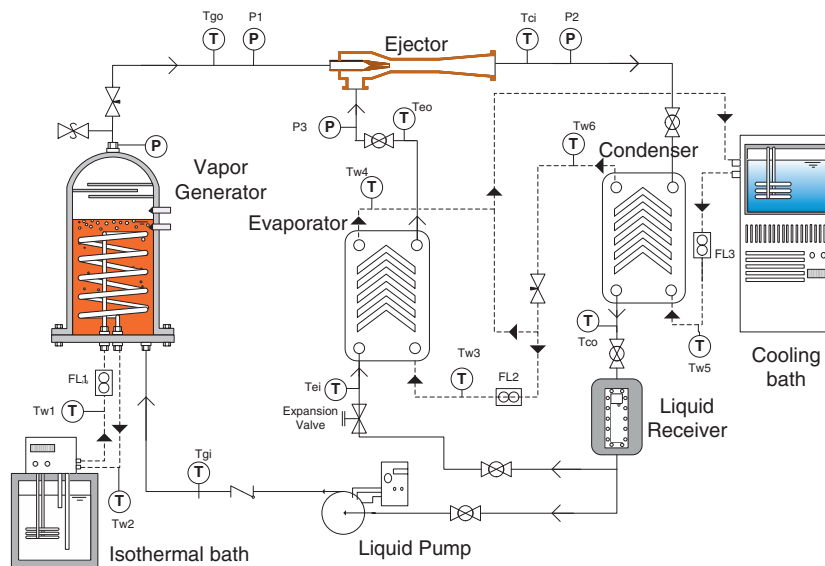 Tgo
P1
Tci
P2
Ejector
T
P
T
P
P3
P
T
Teo
P
Vapor
Generator
Tw4
T
Evaporator
Tw6
T
Condenser
FL3
Tw3
T
FL2
T
Tco
T
Tw5
Cooling
bath
FL1
Tw1
T
Tei
T
Expansion
Valve
Liquid
Receiver
Tgi
T
T
Tw2
Isothermal bath
Liquid Pump